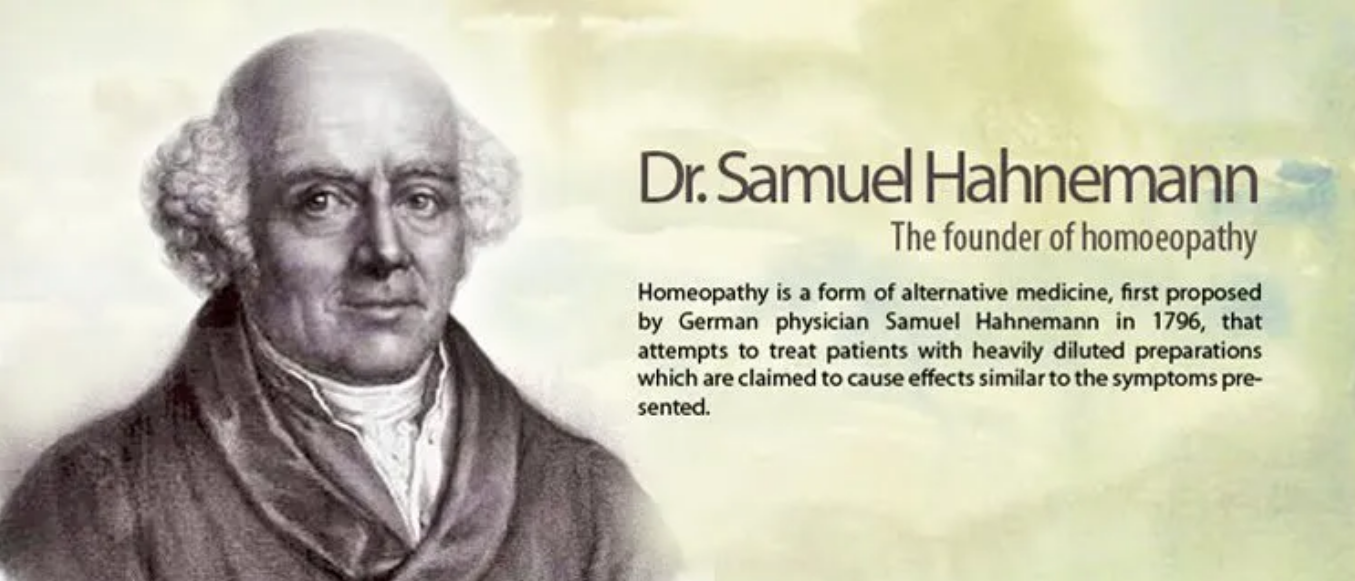 Dr. Samuel Hahnemann
The founder of homoeopathy
Homeopathy is a form of alternative medicine, first proposed
by German physician Samuel Hahnemann in 1796, that
attempts to treat patients with heavily diluted preparations
which are claimed to cause effects similar to the symptoms pre-
sented.